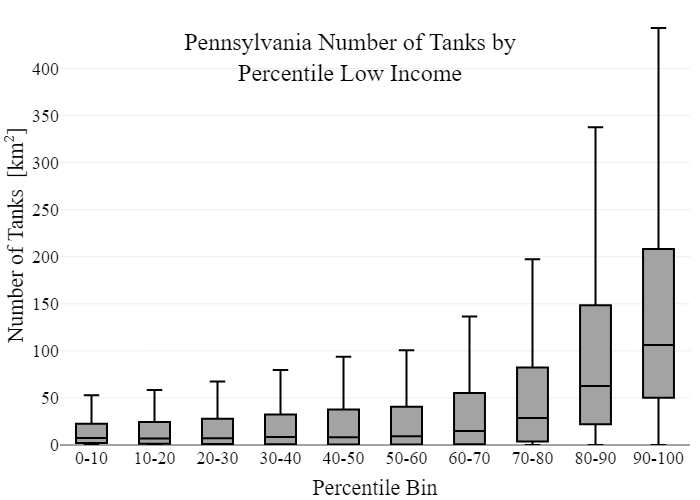 Pennsylvania Number of Tanks by
Percentile Low Income
Number of Tanks [km²]
400
350
300
250
200
150
100
50
0
0-10 10-20 20-30 30-40 40-50 50-60 60-70 70-80 80-90 90-100
Percentile Bin